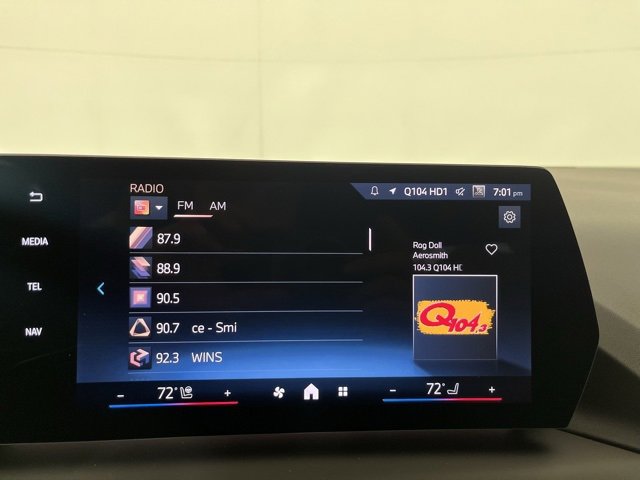 RADIO
Q104 HD1 7:01 pm
FM AM
MEDIA
TEL
NAV
87.9
88.9
90.5
90.7 ce - Smi
92.3 WINS
Rag Doll
Aerosmith
104.3 Q104 HD
Q104.3
- 72° +
- 72° +